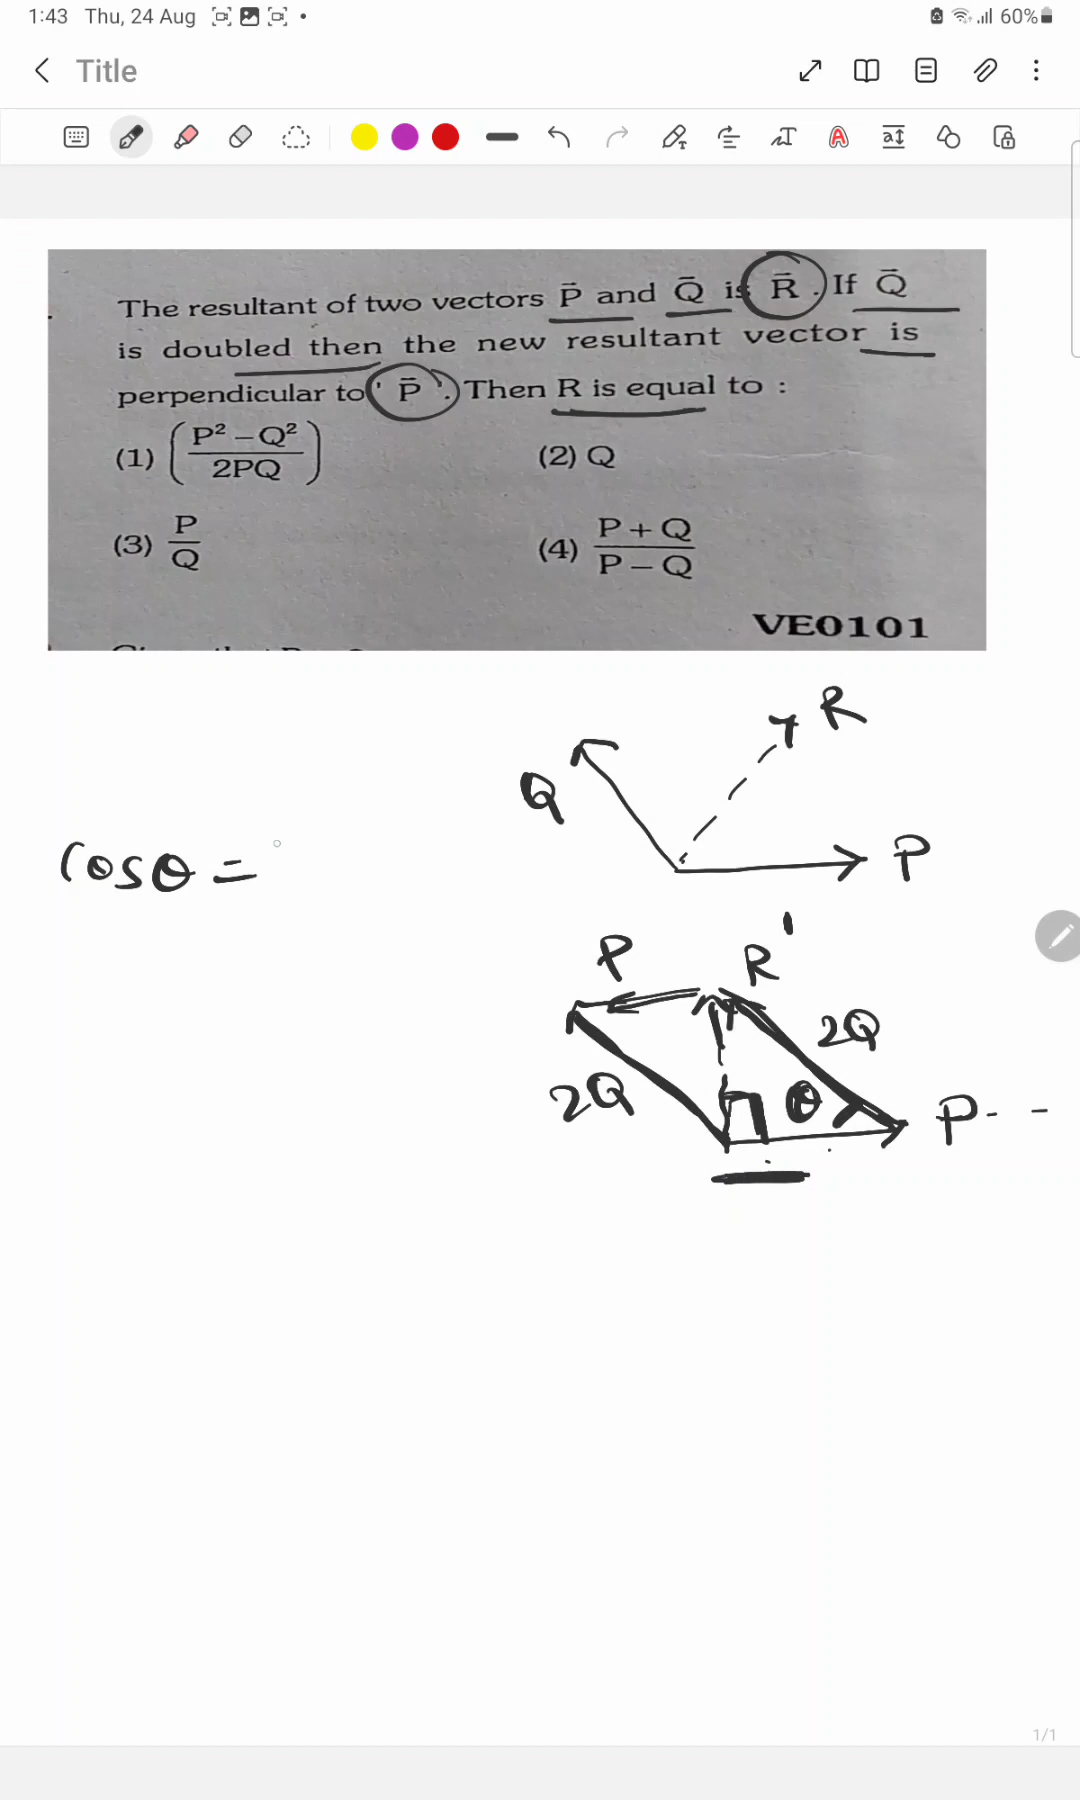 1:43 Thu, 24 Aug
60%
Title
The resultant of two vectors P̄ and Q̄ is R̄. If Q̄
is doubled then the new resultant vector is
perpendicular to 'P̄'. Then R is equal to :
(1) (P² – Q² / 2PQ) (2) Q
(3) P/Q (4) P + Q / P – Q
VE0101
R
Q
P
cosθ =
P R'
2Q
2Q θ P
1/1